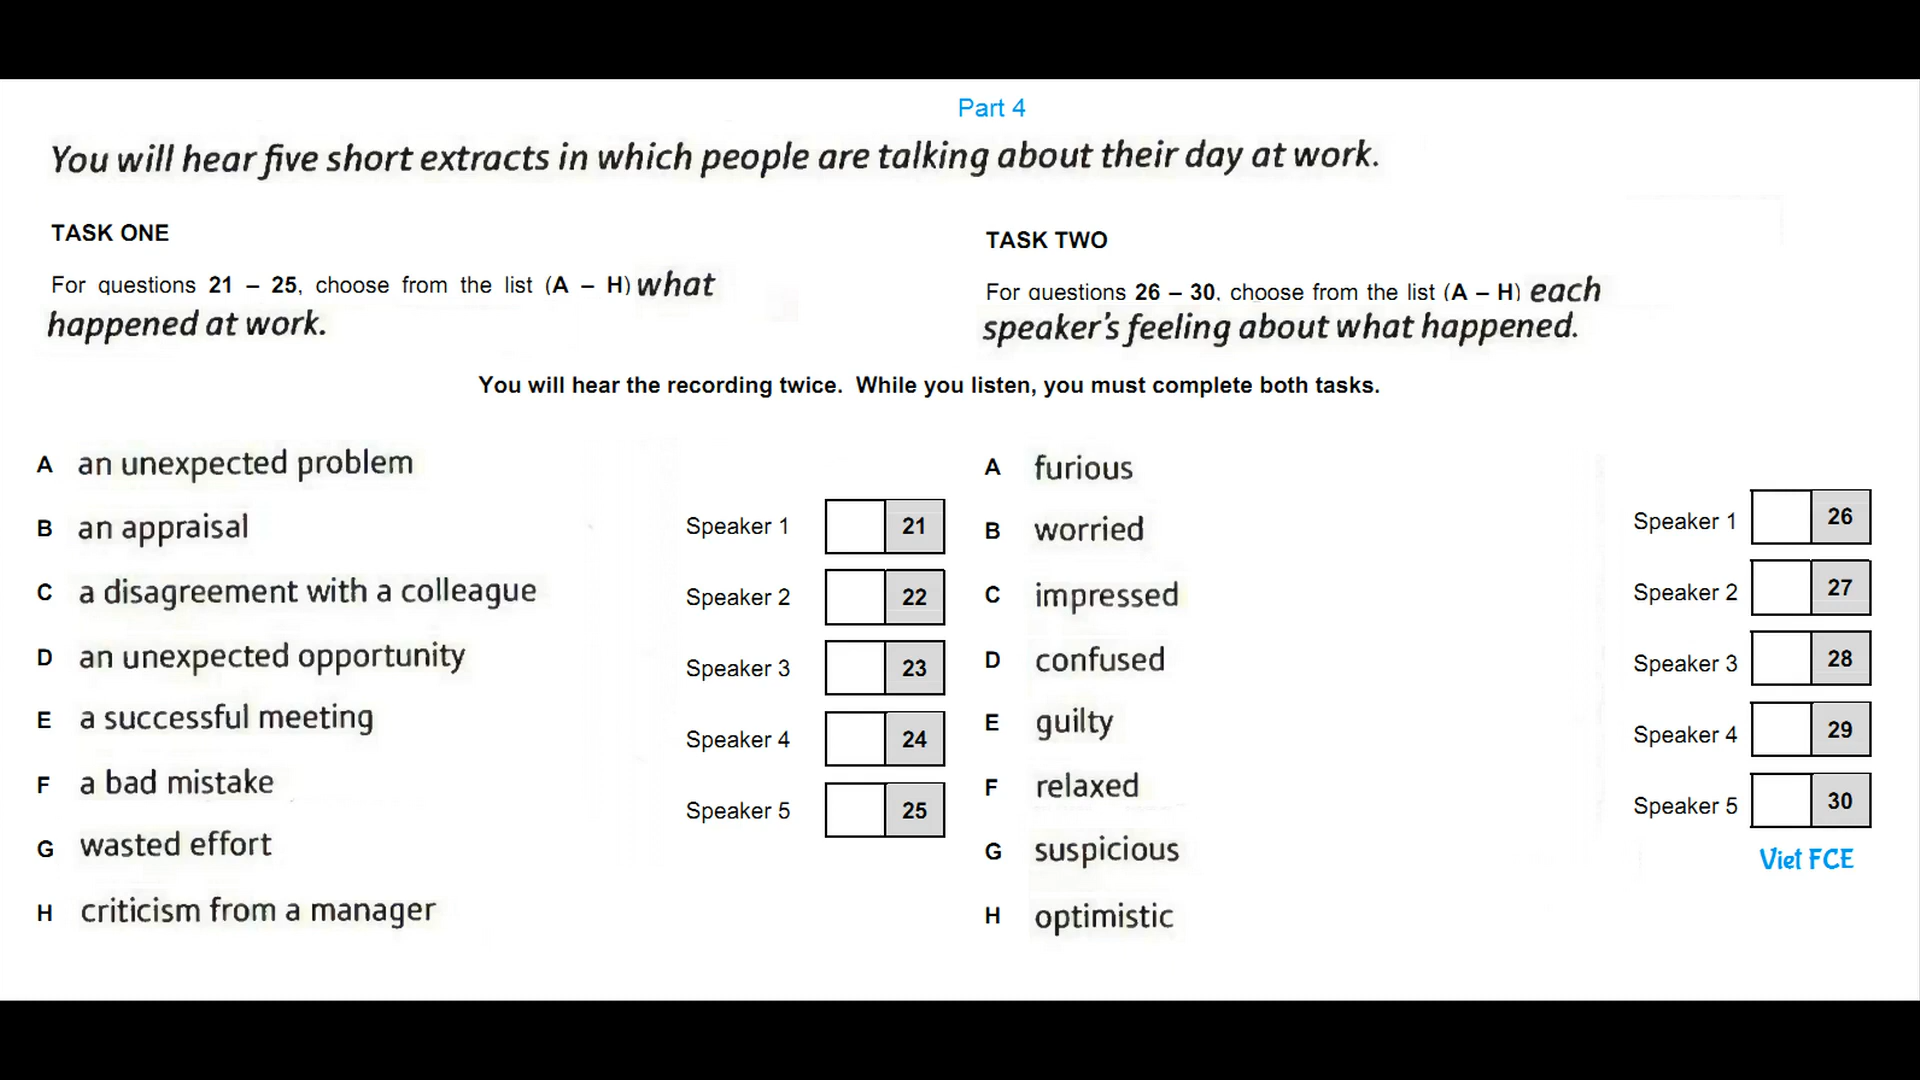 Part 4
You will hear five short extracts in which people are talking about their day at work.
TASK ONE
For questions 21 – 25, choose from the list (A – H) what
happened at work.
TASK TWO
For questions 26 – 30, choose from the list (A – H) each
speaker's feeling about what happened.
You will hear the recording twice. While you listen, you must complete both tasks.
A an unexpected problem
B an appraisal
C a disagreement with a colleague
D an unexpected opportunity
E a successful meeting
F a bad mistake
G wasted effort
H criticism from a manager
Speaker 1 21
Speaker 2 22
Speaker 3 23
Speaker 4 24
Speaker 5 25
A furious
B worried
C impressed
D confused
E guilty
F relaxed
G suspicious
H optimistic
Speaker 1 26
Speaker 2 27
Speaker 3 28
Speaker 4 29
Speaker 5 30
Viet FCE